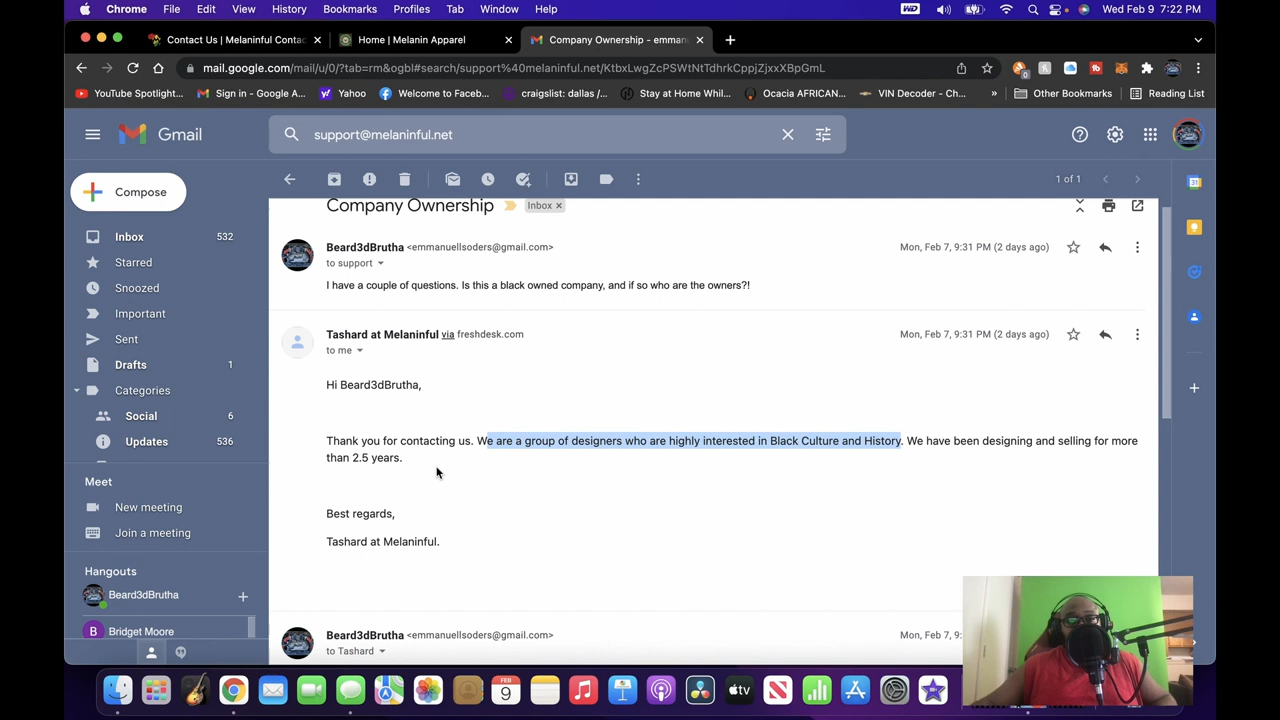 Chrome File Edit View History Bookmarks Profiles Tab Window Help WD Wed Feb 9 7:22 PM
Contact Us | Melaninful Contac Home | Melanin Apparel Company Ownership - emman
mail.google.com/mail/u/0/?tab=rm&ogbl#search/support%40melaninful.net/KtbxLwgZcPSWtNtTdhrkCppjZjxxXBpGmL
YouTube Spotlight... Sign in - Google A... Yahoo Welcome to Faceb... craigslist: dallas /... Stay at Home Whil... Ocacia AFRICAN... VIN Decoder - Ch... » Other Bookmarks Reading List
Gmail support@melaninful.net
Compose
1 of 1
Company Ownership Inbox ×
Inbox 532
Starred
Snoozed
Important
Sent
Drafts 1
Categories
Social 6
Updates 536
Meet
New meeting
Join a meeting
Hangouts
Beard3dBrutha
B Bridget Moore
Beard3dBrutha <emmanuellsoders@gmail.com> Mon, Feb 7, 9:31 PM (2 days ago)
to support
I have a couple of questions. Is this a black owned company, and if so who are the owners?!
Tashard at Melaninful via freshdesk.com Mon, Feb 7, 9:31 PM (2 days ago)
to me
Hi Beard3dBrutha,
Thank you for contacting us. We are a group of designers who are highly interested in Black Culture and History. We have been designing and selling for more
than 2.5 years.
Best regards,
Tashard at Melaninful.
Beard3dBrutha <emmanuellsoders@gmail.com> Mon, Feb 7, 9:
to Tashard
FEB
9
tv